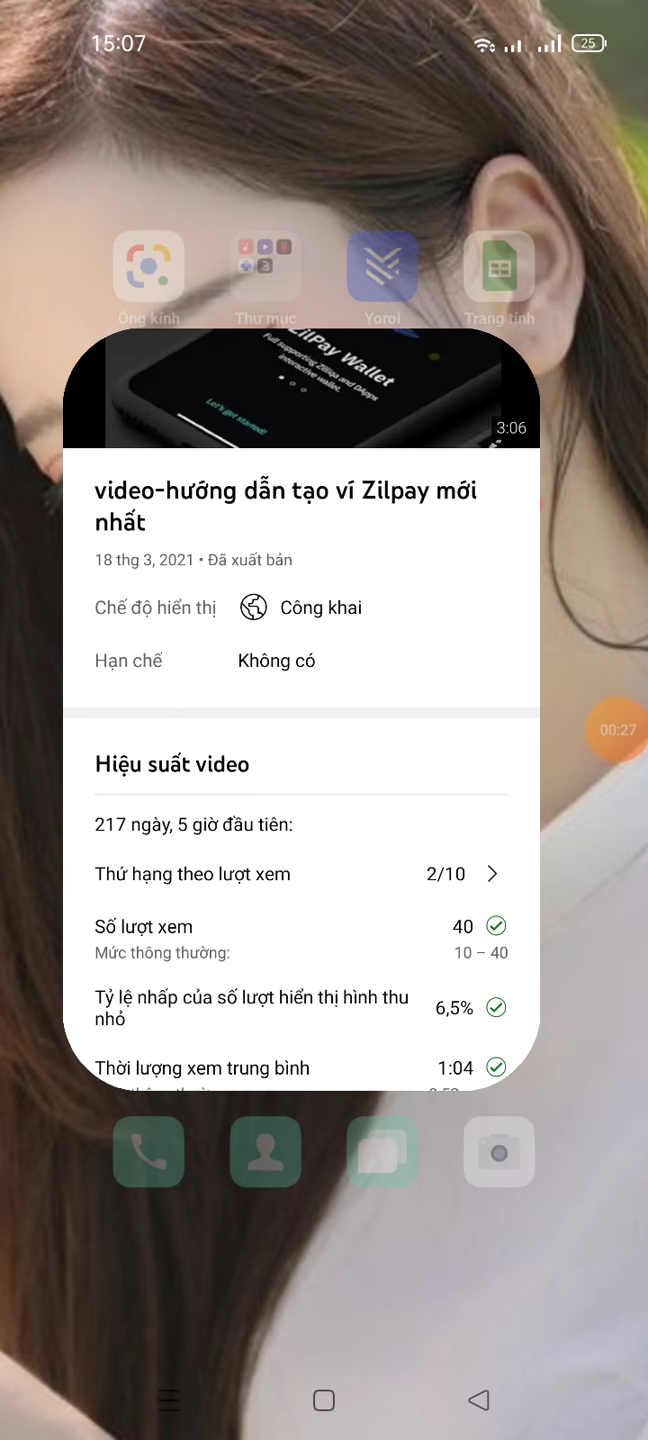 15:07
25
Ống kính
Thư mục
Yoroi
Trang tính
ZilPay Wallet
Full supporting Zilliqa and DApps
interactive wallet.
Let's get started!
3:06
video-hướng dẫn tạo ví Zilpay mới
nhất
18 thg 3, 2021 • Đã xuất bản
Chế độ hiển thị
Công khai
Hạn chế
Không có
00:27
Hiệu suất video
217 ngày, 5 giờ đầu tiên:
Thứ hạng theo lượt xem
2/10
Số lượt xem
40
Mức thông thường:
10 – 40
Tỷ lệ nhấp của số lượt hiển thị hình thu
nhỏ
6,5%
Thời lượng xem trung bình
1:04